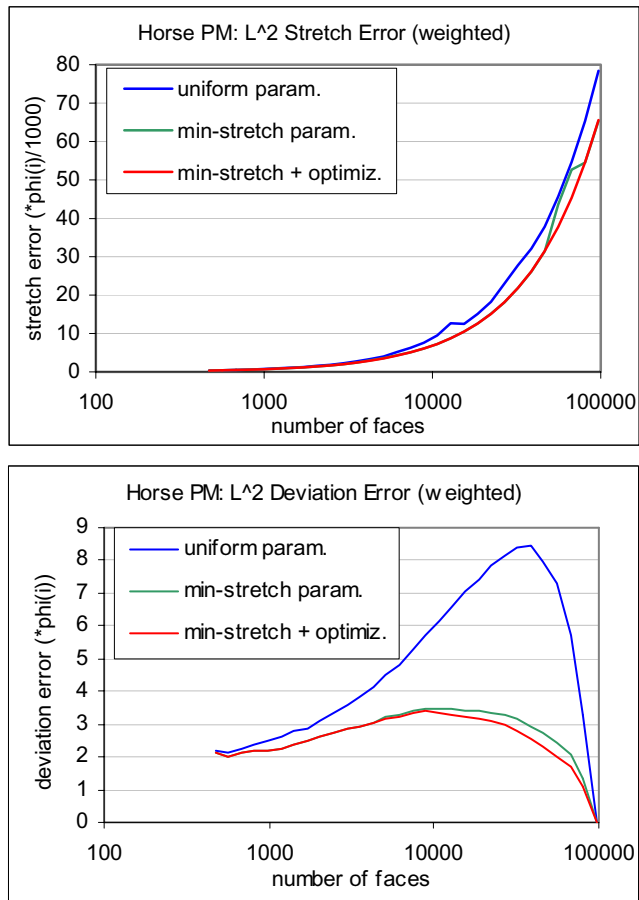 Horse PM: L^2 Stretch Error (weighted)
80
70
60
50
40
30
20
10
0
stretch error (*phi(i)/1000)
uniform param.
min-stretch param.
min-stretch + optimiz.
100 1000 10000 100000
number of faces
Horse PM: L^2 Deviation Error (weighted)
9
8
7
6
5
4
3
2
1
0
deviation error (*phi(i))
uniform param.
min-stretch param.
min-stretch + optimiz.
100 1000 10000 100000
number of faces